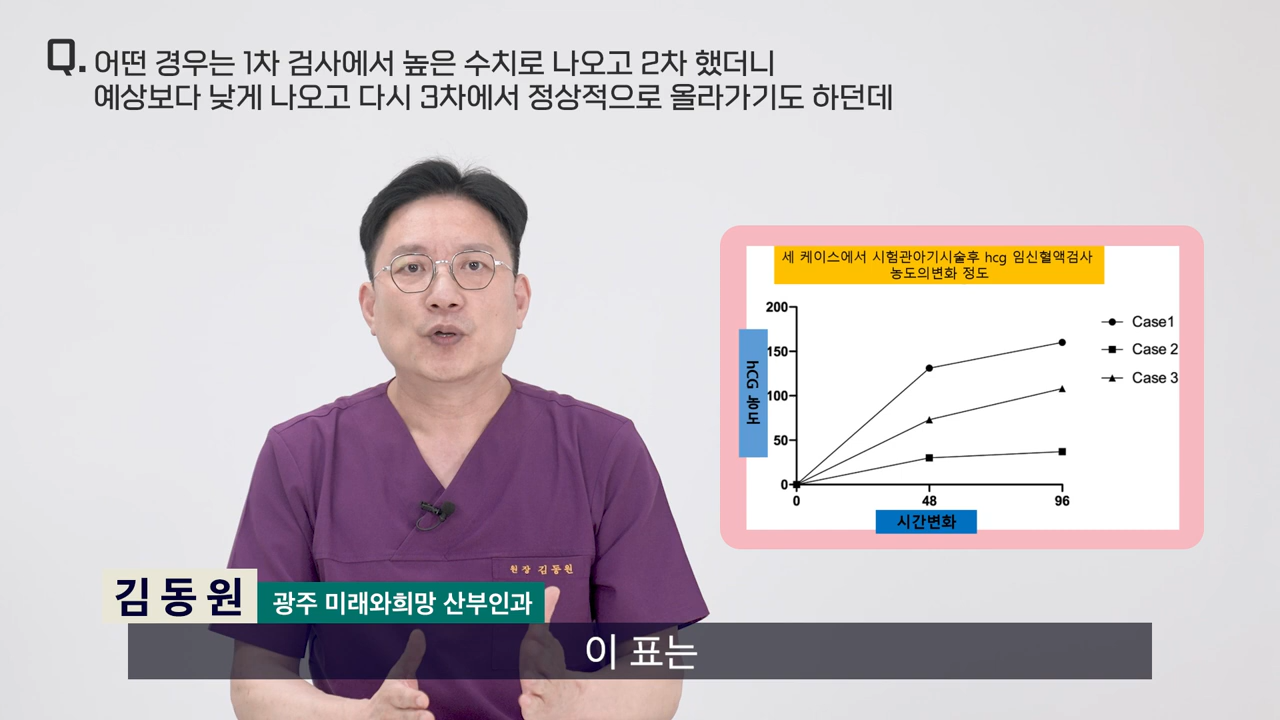 Q. 어떤 경우는 1차 검사에서 높은 수치로 나오고 2차 했더니
예상보다 낮게 나오고 다시 3차에서 정상적으로 올라가기도 하던데
세 케이스에서 시험관아기시술후 hcg 임신혈액검사
농도의변화 정도
200
150
100
50
0
hCG 농도
0 48 96
시간변화
Case1
Case 2
Case 3
원장 김동원
김동원
광주 미래와희망 산부인과
이 표는